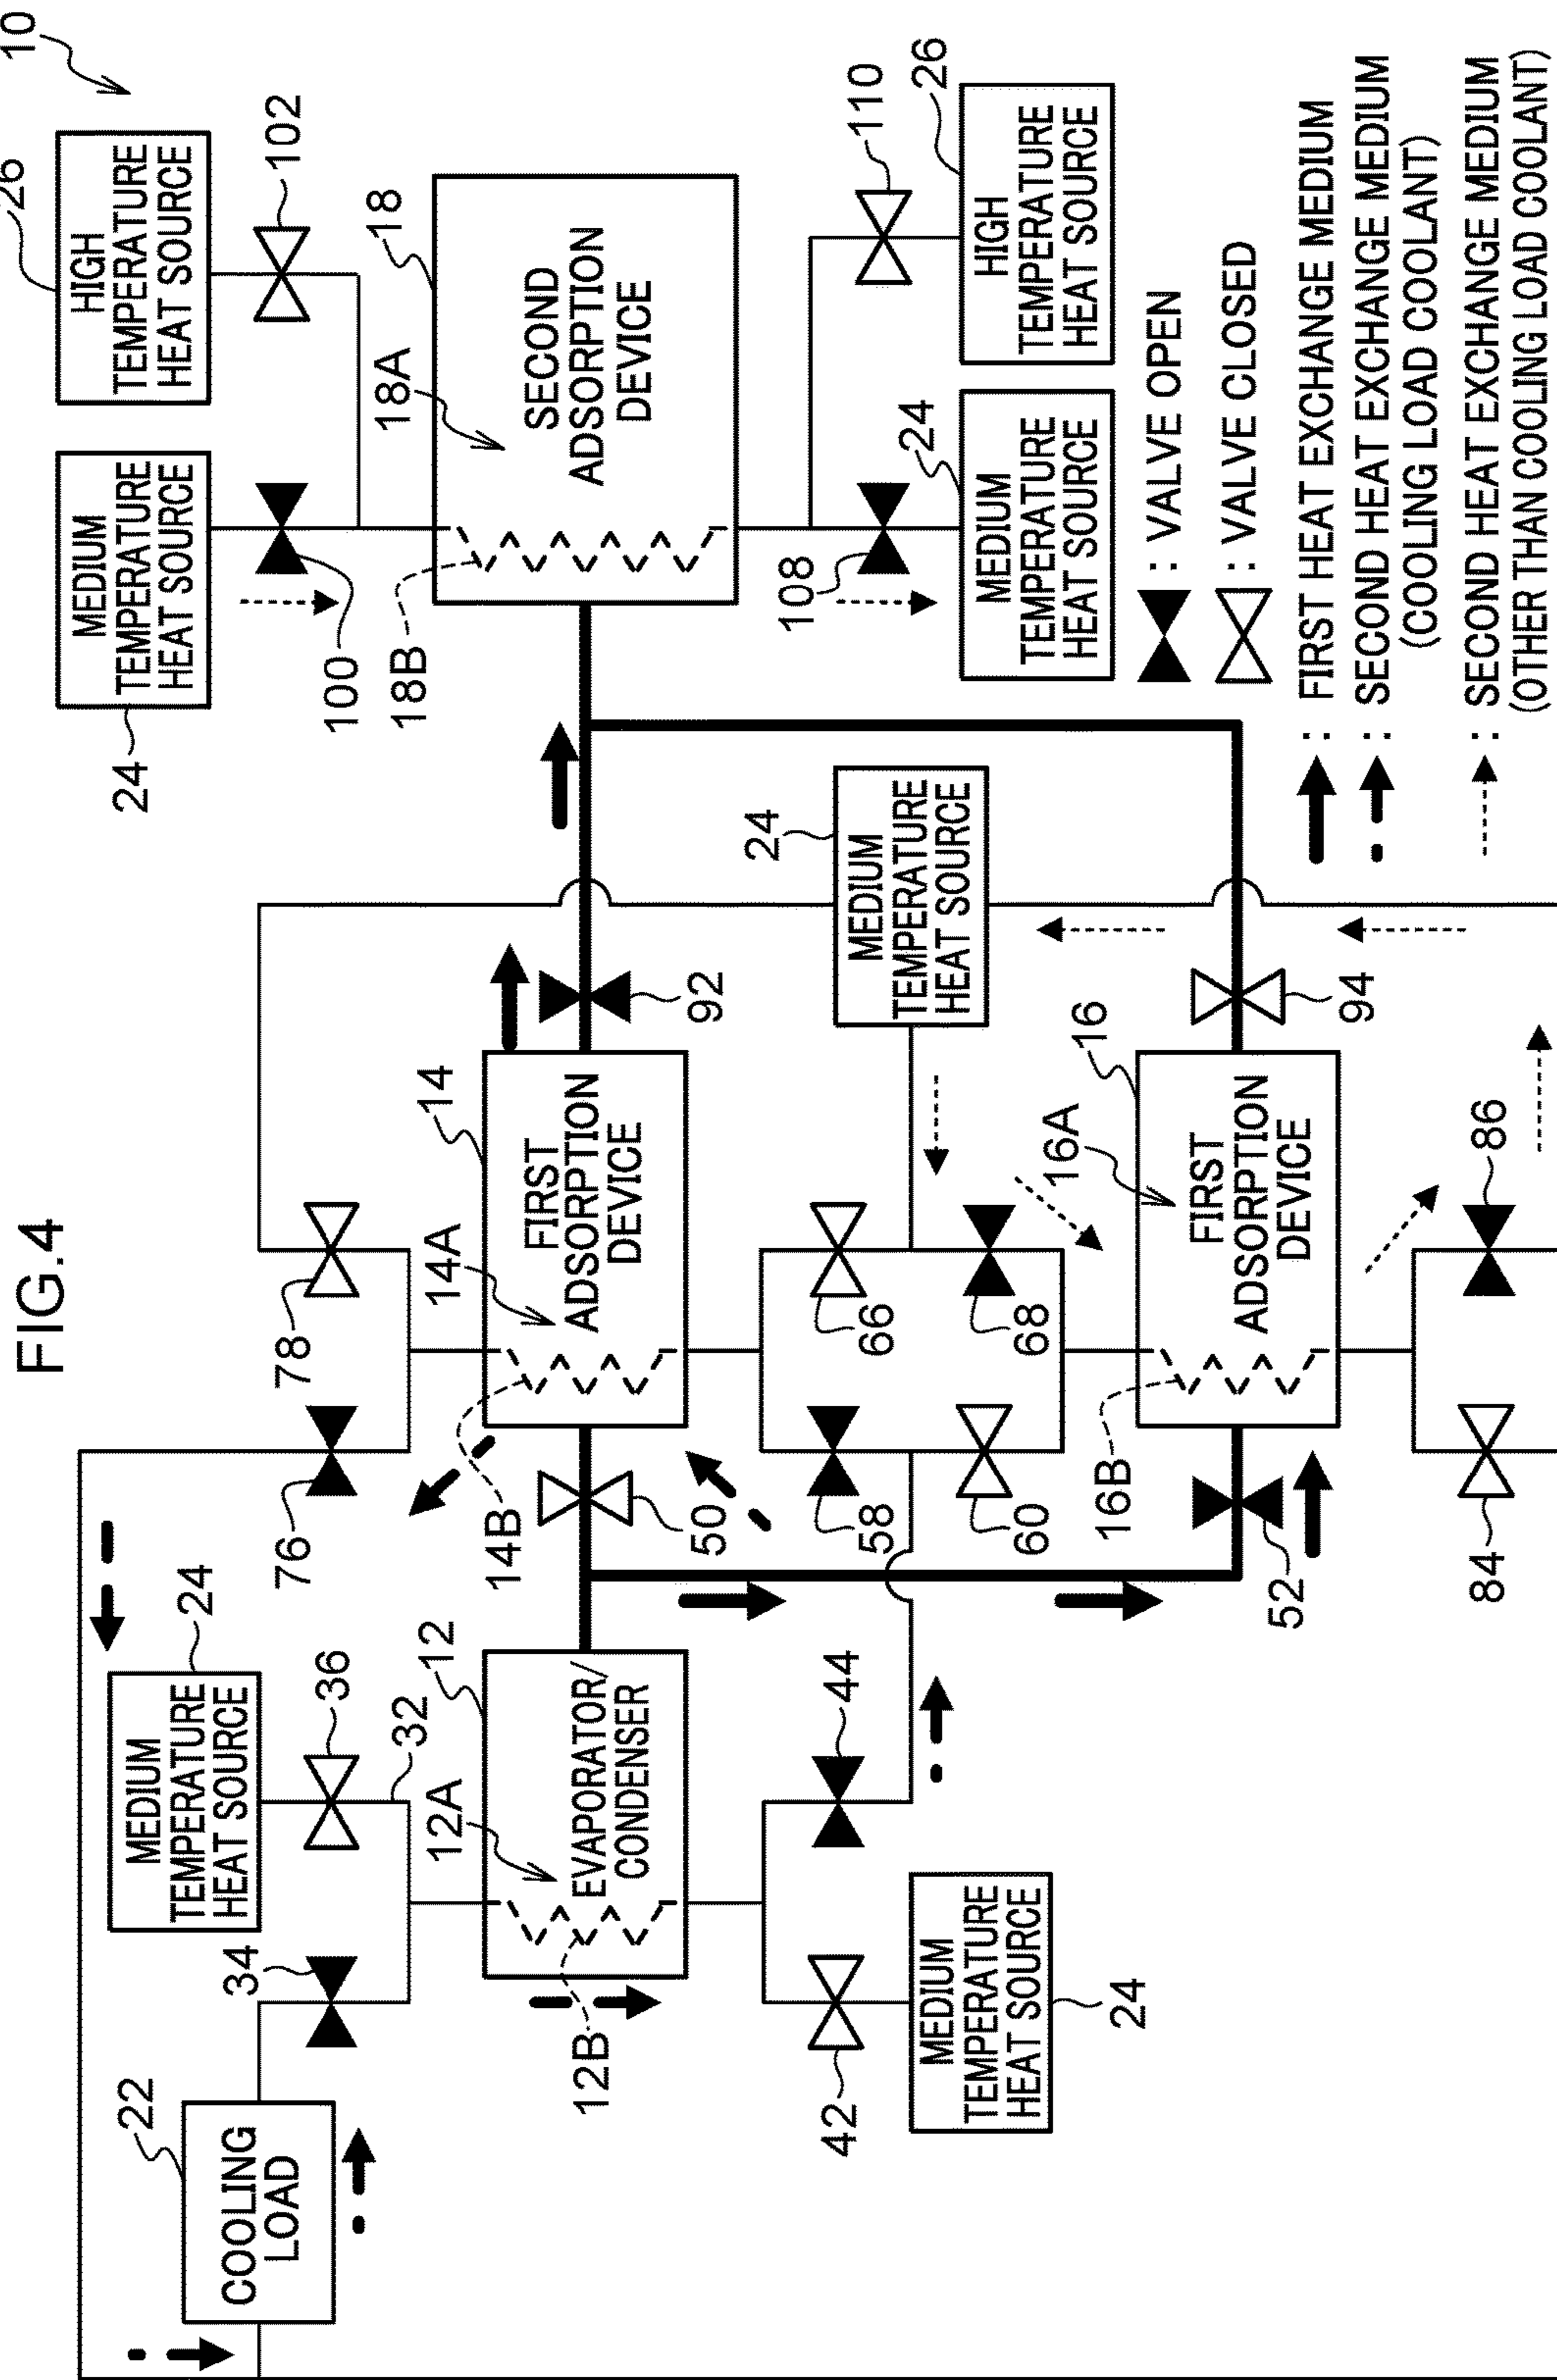 FIG.4
10
26
HIGH
TEMPERATURE
HEAT SOURCE
102
MEDIUM
TEMPERATURE
HEAT SOURCE
24
100
18
18A
18B
SECOND
ADSORPTION
DEVICE
110
26
HIGH
TEMPERATURE
HEAT SOURCE
108
24
MEDIUM
TEMPERATURE
HEAT SOURCE
78
76
14
14A
14B
FIRST
ADSORPTION
DEVICE
92
50
24
MEDIUM
TEMPERATURE
HEAT SOURCE
66
68
58
60
16
16A
16B
FIRST
ADSORPTION
DEVICE
94
52
86
84
22
COOLING
LOAD
34
24
MEDIUM
TEMPERATURE
HEAT SOURCE
36
32
12
12A
12B
EVAPORATOR/
CONDENSER
44
42
MEDIUM
TEMPERATURE
HEAT SOURCE
24
: VALVE OPEN
: VALVE CLOSED
: FIRST HEAT EXCHANGE MEDIUM
: SECOND HEAT EXCHANGE MEDIUM
(COOLING LOAD COOLANT)
: SECOND HEAT EXCHANGE MEDIUM
(OTHER THAN COOLING LOAD COOLANT)